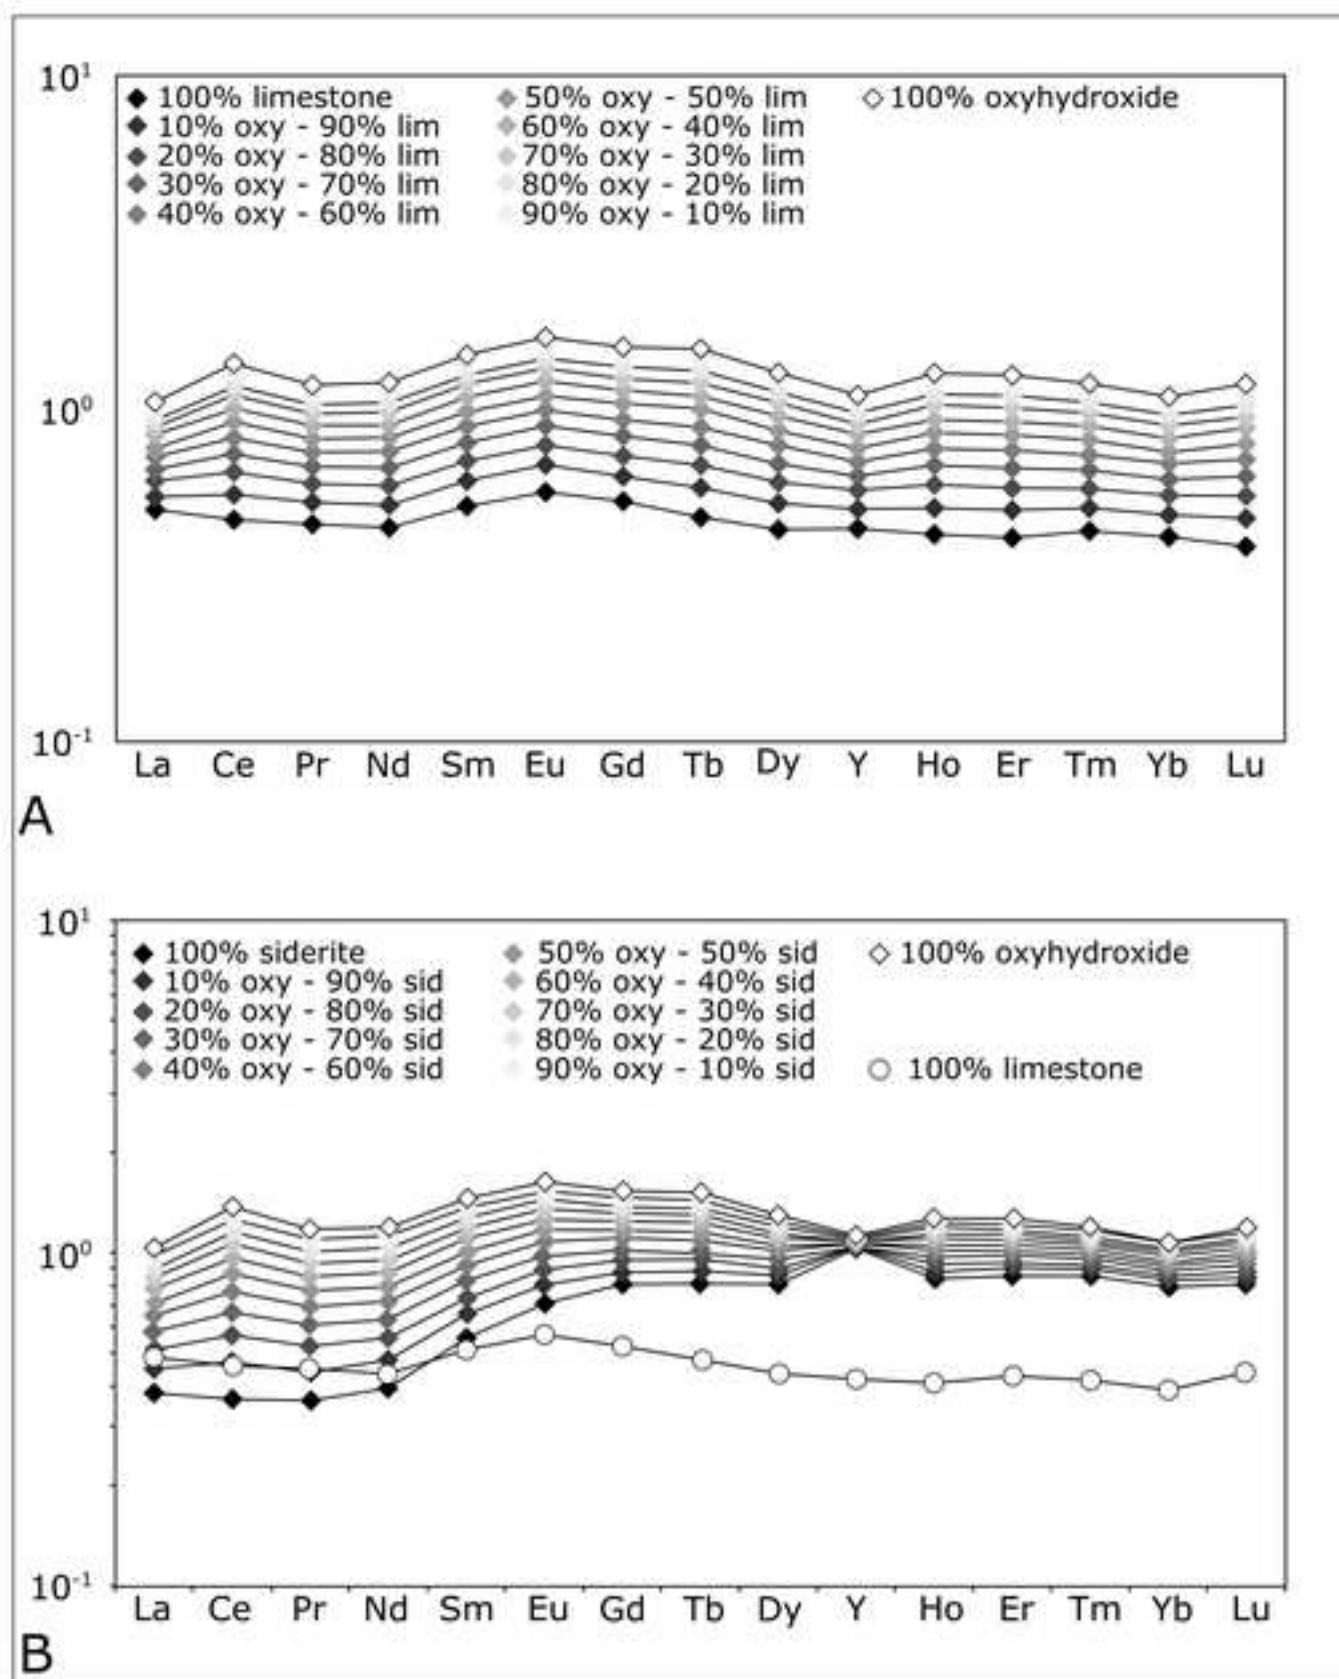 10¹
100% limestone 50% oxy - 50% lim 100% oxyhydroxide
10% oxy - 90% lim 60% oxy - 40% lim
20% oxy - 80% lim 70% oxy - 30% lim
30% oxy - 70% lim 80% oxy - 20% lim
40% oxy - 60% lim 90% oxy - 10% lim
10⁰
10⁻¹
La Ce Pr Nd Sm Eu Gd Tb Dy Y Ho Er Tm Yb Lu
A
10¹
100% siderite 50% oxy - 50% sid 100% oxyhydroxide
10% oxy - 90% sid 60% oxy - 40% sid
20% oxy - 80% sid 70% oxy - 30% sid
30% oxy - 70% sid 80% oxy - 20% sid
40% oxy - 60% sid 90% oxy - 10% sid 100% limestone
10⁰
10⁻¹
La Ce Pr Nd Sm Eu Gd Tb Dy Y Ho Er Tm Yb Lu
B